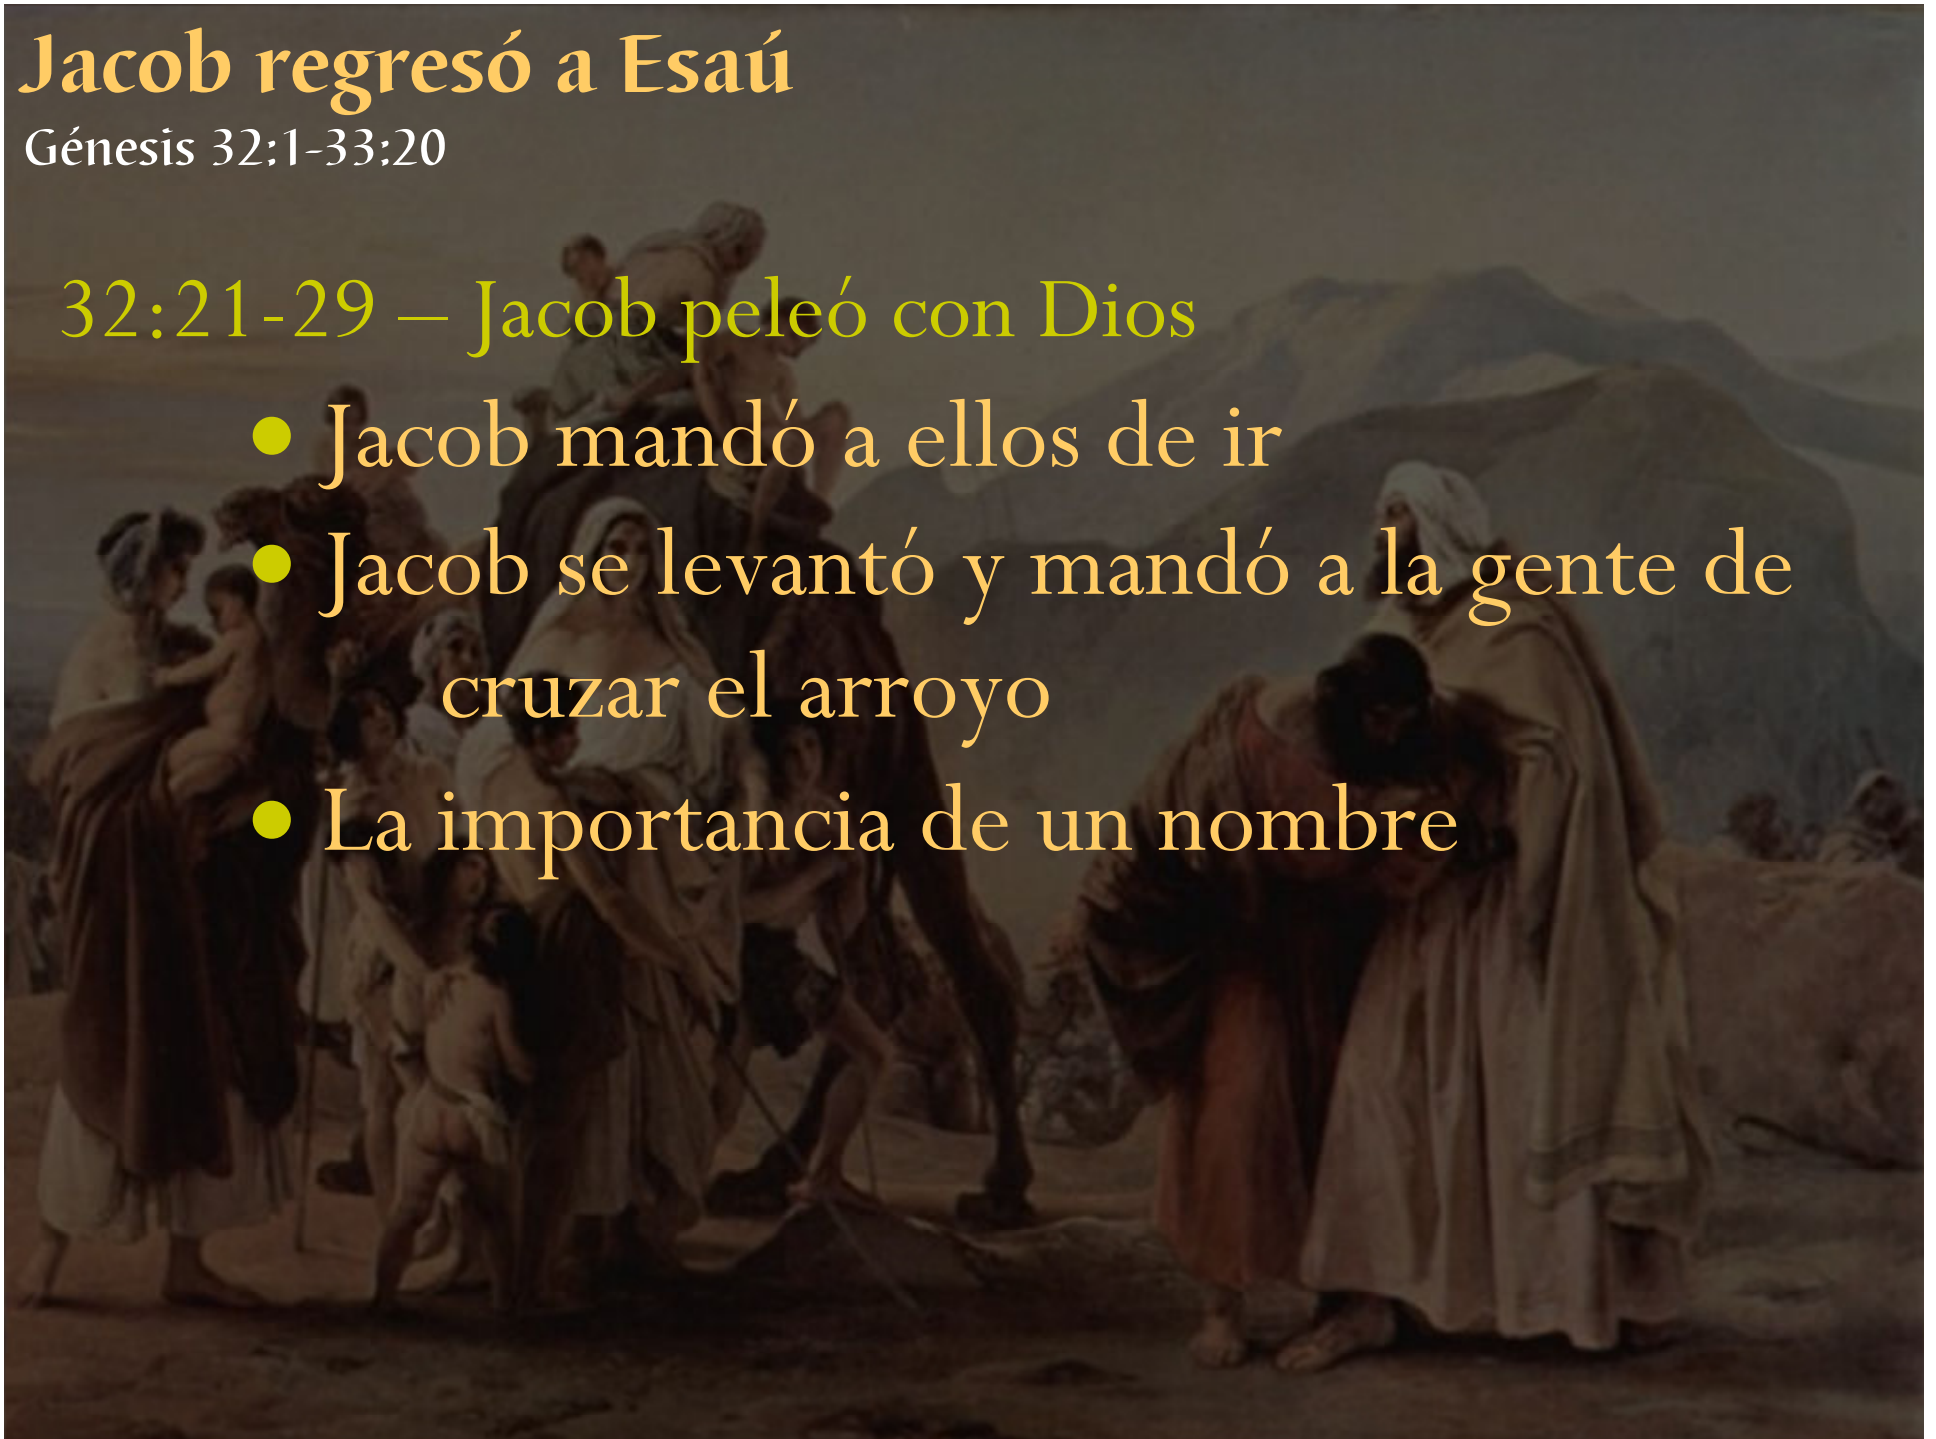 Jacob regresó a Esaú
Génesis 32:1-33:20
32:21-29 – Jacob peleó con Dios
• Jacob mandó a ellos de ir
• Jacob se levantó y mandó a la gente de
cruzar el arroyo
• La importancia de un nombre